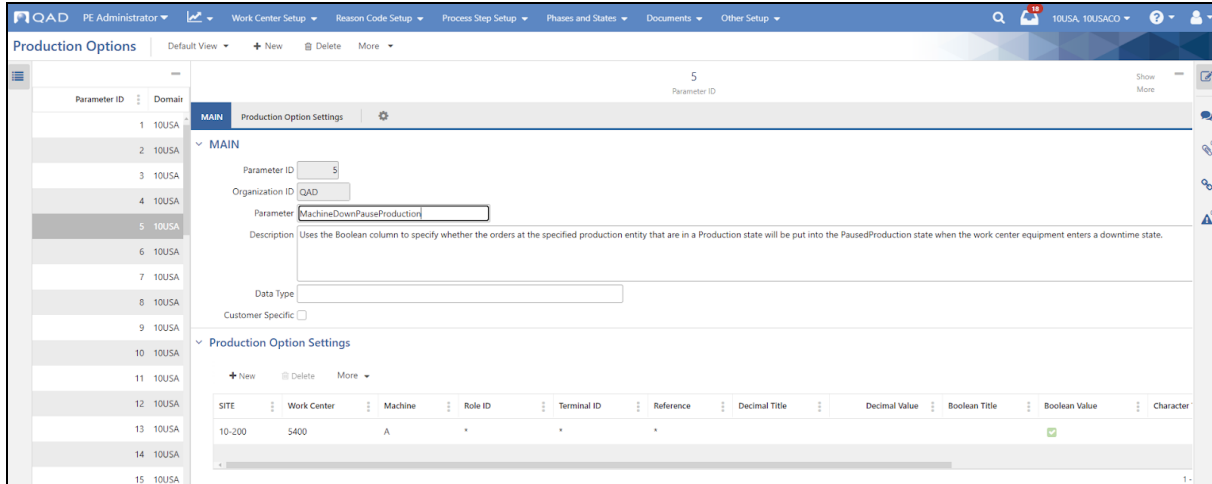 QAD PE Administrator Work Center Setup Reason Code Setup Process Step Setup Phases and States Documents Other Setup 18 10USA, 10USACO
Production Options Default View + New Delete More
5
Parameter ID
Show More
Parameter ID Domain
1 10USA
2 10USA
3 10USA
4 10USA
5 10USA
6 10USA
7 10USA
8 10USA
9 10USA
10 10USA
11 10USA
12 10USA
13 10USA
14 10USA
15 10USA
MAIN Production Option Settings
MAIN
Parameter ID 5
Organization ID QAD
Parameter MachineDownPauseProduction
Description Uses the Boolean column to specify whether the orders at the specified production entity that are in a Production state will be put into the PausedProduction state when the work center equipment enters a downtime state.
Data Type
Customer Specific
Production Option Settings
+ New Delete More
SITE Work Center Machine Role ID Terminal ID Reference Decimal Title Decimal Value Boolean Title Boolean Value Character
10-200 5400 A * * *
1 -